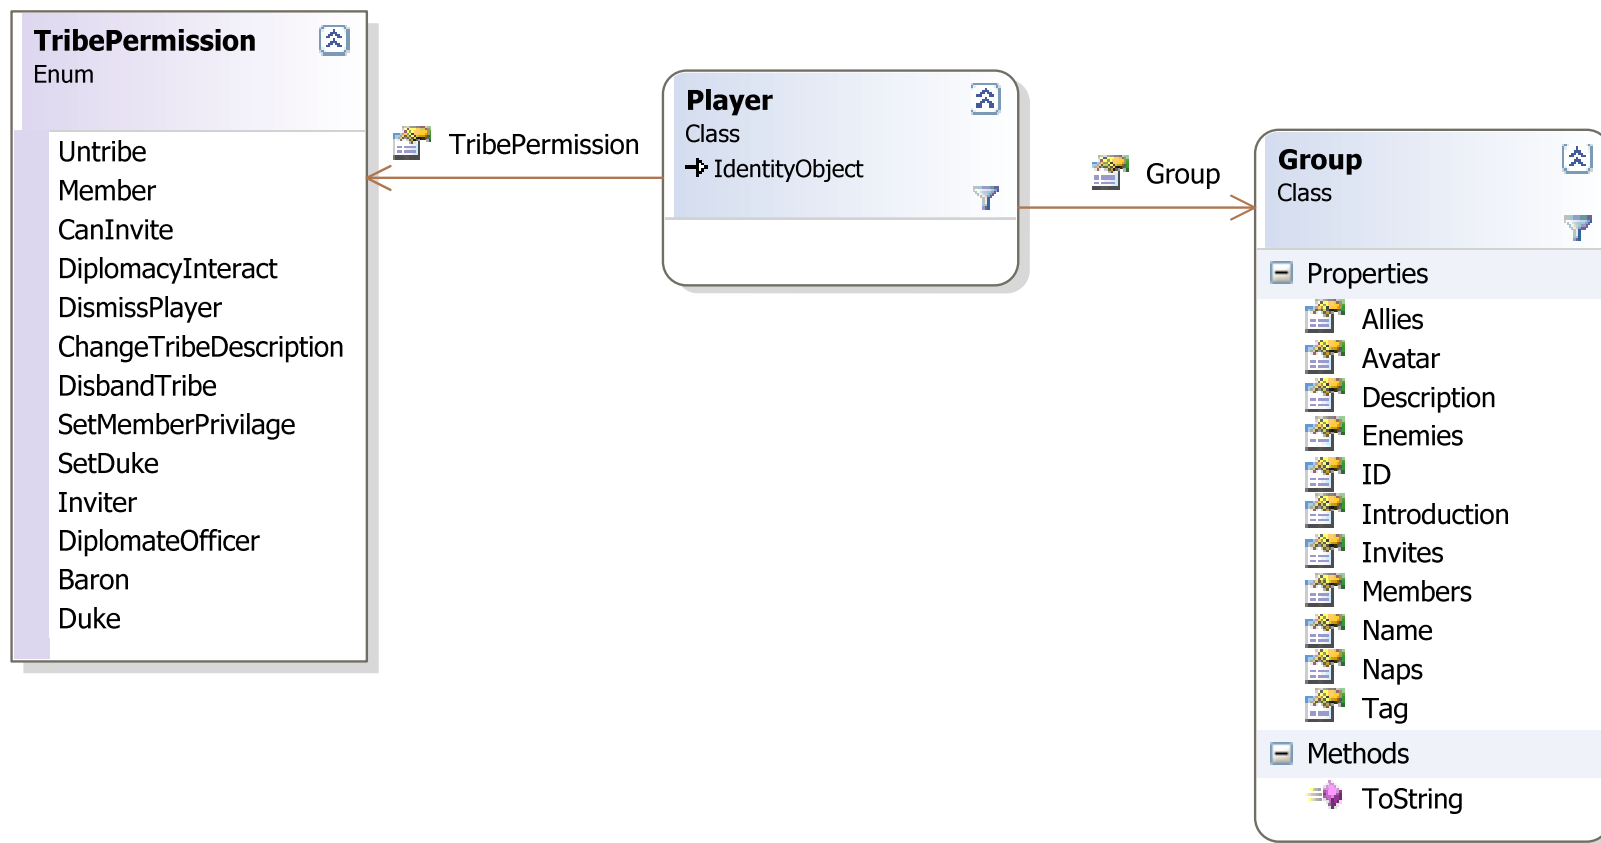 TribePermission
Enum
Untribe
Member
CanInvite
DiplomacyInteract
DismissPlayer
ChangeTribeDescription
DisbandTribe
SetMemberPrivilage
SetDuke
Inviter
DiplomateOfficer
Baron
Duke
TribePermission
Player
Class
IdentityObject
Group
Group
Class
Properties
Allies
Avatar
Description
Enemies
ID
Introduction
Invites
Members
Name
Naps
Tag
Methods
ToString